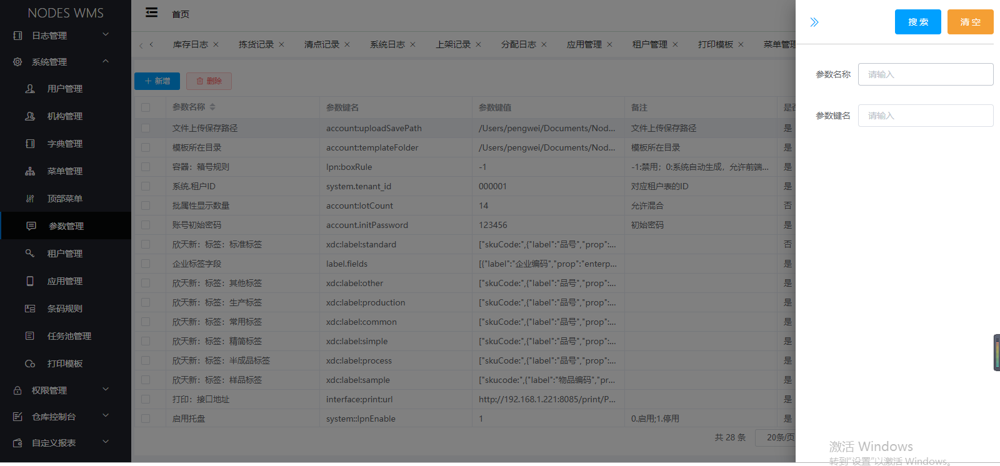 NODES WMS
日志管理
系统管理
用户管理
机构管理
字典管理
菜单管理
顶部菜单
参数管理
租户管理
应用管理
条码规则
任务池管理
打印模板
权限管理
仓库控制台
自定义报表
首页
库存日志 拣货记录 清点记录 系统日志 上架记录 分配日志 应用管理 租户管理 打印模板 菜单管理
新增 删除
参数名称 参数键名 参数键值 备注
文件上传保存路径 account:uploadSavePath /Users/pengwei/Documents/Nod... 文件上传保存路径 是
模板所在目录 account:templateFolder /Users/pengwei/Documents/Nod... 模板所在目录 是
容器：箱号规则 lpn:boxRule -1 -1:禁用；0:系统自动生成，允许前端... 是
系统.租户ID system.tenant_id 000001 对应租户表的ID 是
批属性显示数量 account:lotCount 14 允许混合 否
账号初始密码 account.initPassword 123456 初始密码 是
欣天新：标签：标准标签 xdc:label:standard ["skuCode:",{"label":"品号","prop":... 否
企业标签字段 label.fields [{"label":"企业编码","prop":"enterp... 是
欣天新：标签：其他标签 xdc:label:other ["skuCode:",{"label":"品号","prop":... 是
欣天新：标签：生产标签 xdc:label:production ["skuCode:",{"label":"品号","prop":... 是
欣天新：标签：常用标签 xdc:label:common ["skuCode:",{"label":"品号","prop":... 是
欣天新：标签：精简标签 xdc:label:simple ["skuCode:",{"label":"品号","prop":... 是
欣天新：标签：半成品标签 xdc:label:process ["skuCode:",{"label":"品号","prop":... 是
欣天新：标签：样品标签 xdc:label:sample ["skucode:",{"label":"物品编码","pr... 是
打印：接口地址 interface:print:url http://192.168.1.221:8085/print/P... 是
启用托盘 system::lpnEnable 1 0.启用;1.停用 是
共 28 条 20条/页
搜 索 清 空
参数名称 请输入
参数键名 请输入
激活 Windows
转到"设置"以激活 Windows。